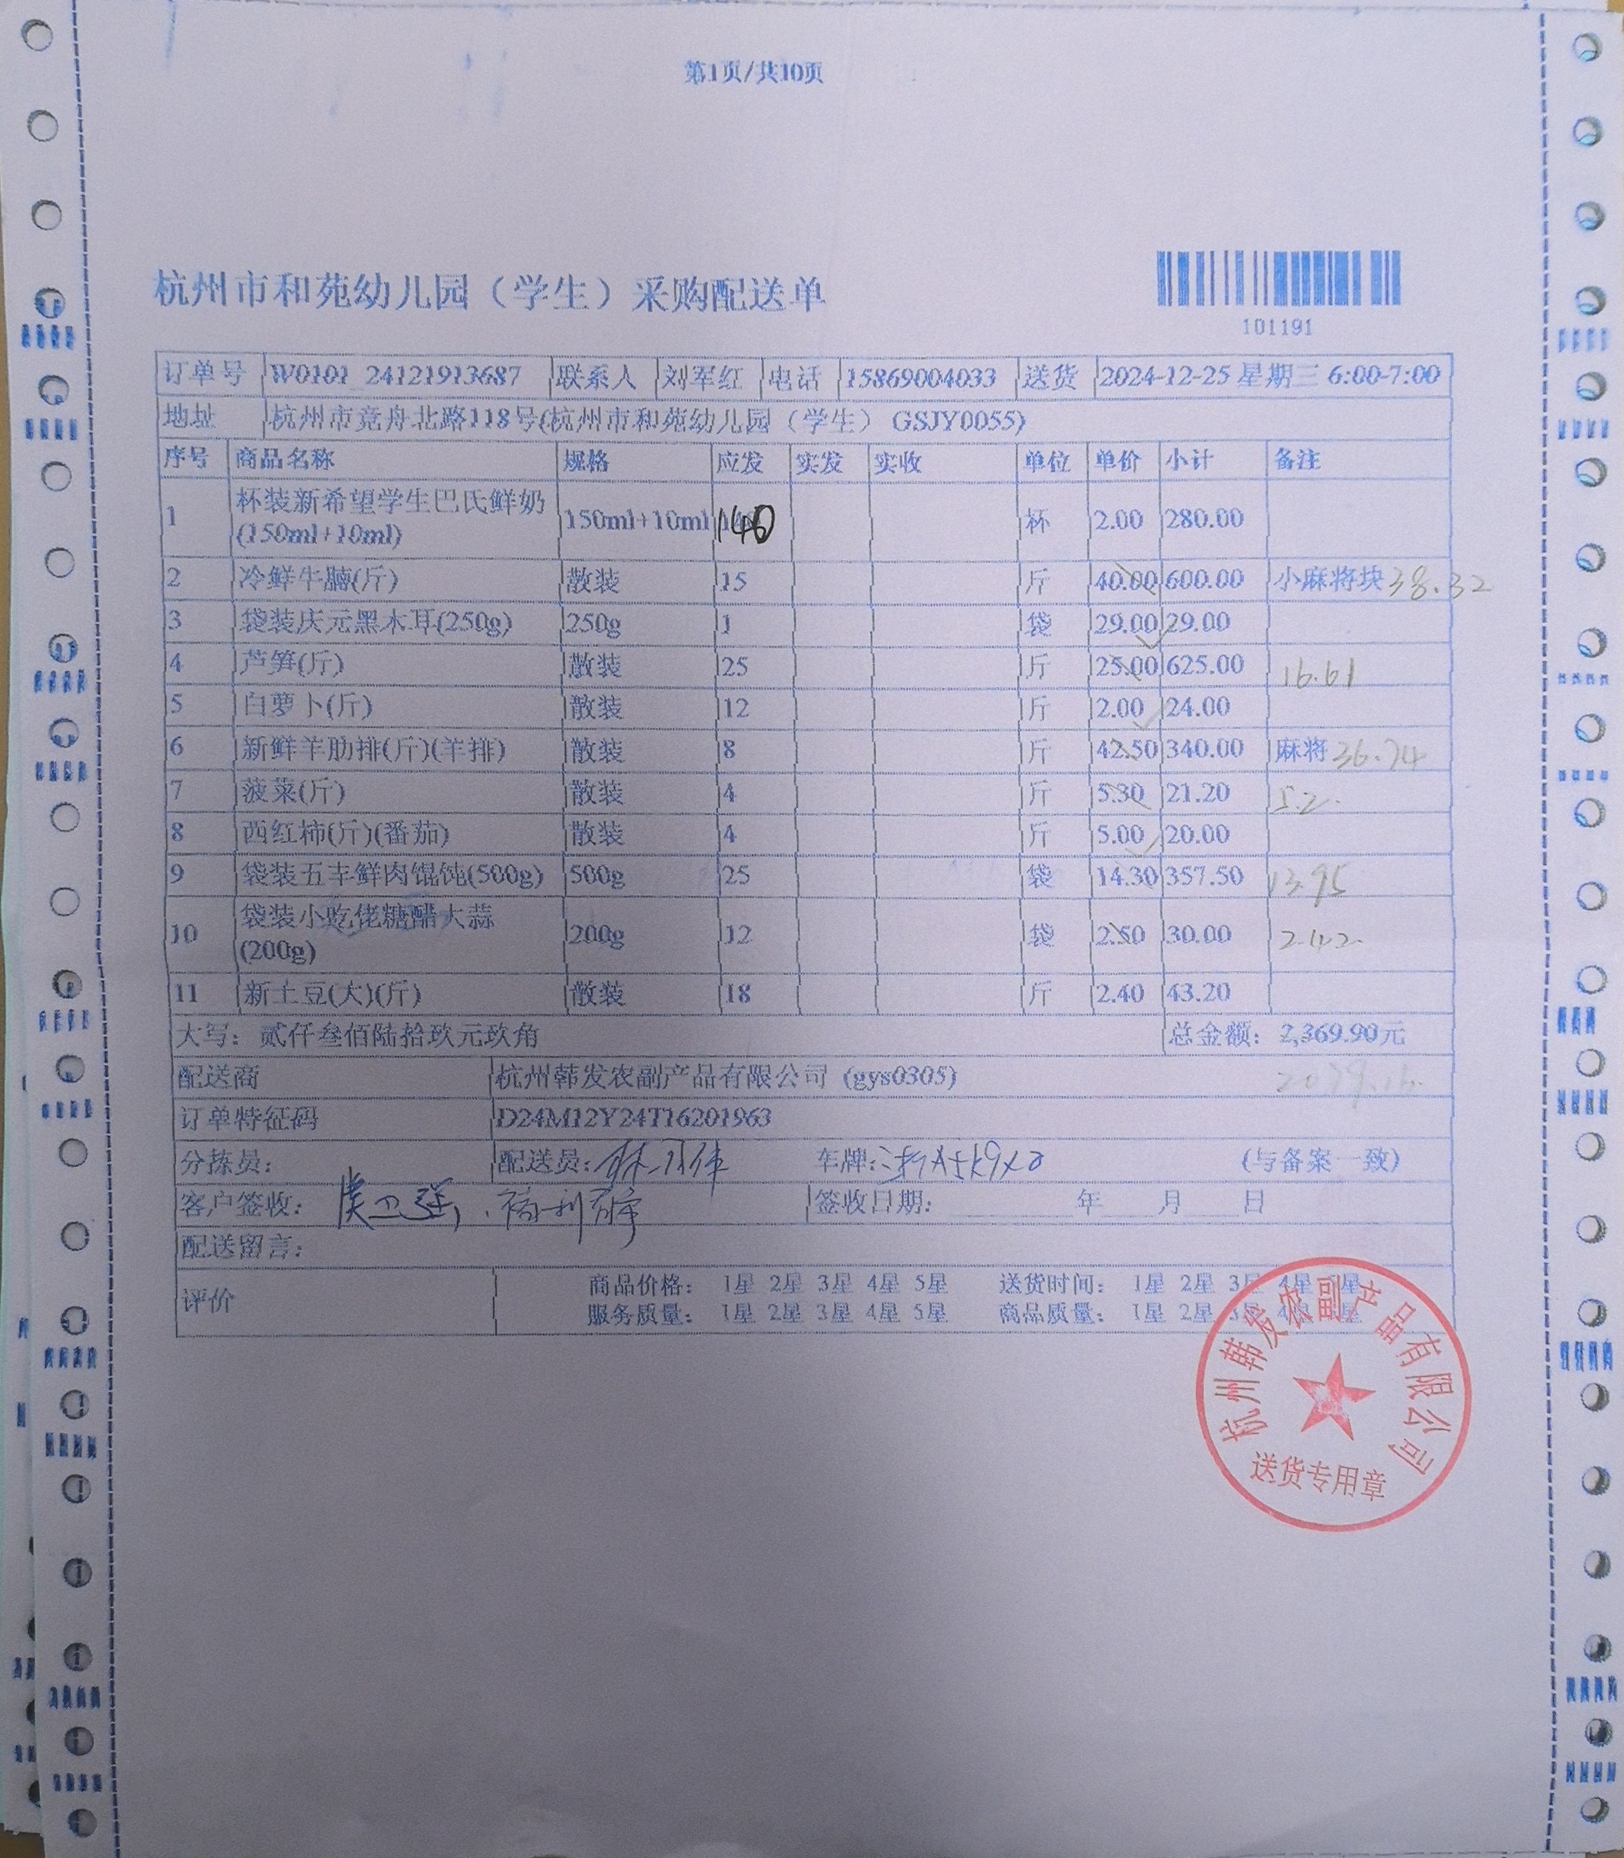 第1页/共10页
杭州市和苑幼儿园（学生）采购配送单
101191
订单号 W0101 24121913687 联系人 刘军红 电话 15869004033 送货 2024-12-25 星期三 6:00-7:00
地址 杭州市竞舟北路118号(杭州市和苑幼儿园（学生） GSJY0055)
序号 商品名称 规格 应发 实发 实收 单位 单价 小计 备注
1 杯装新希望学生巴氏鲜奶(150ml+10ml) 150ml+10ml 140 杯 2.00 280.00
2 冷鲜牛腩(斤) 散装 15 斤 40.00 600.00 小麻将块 38.32
3 袋装庆元黑木耳(250g) 250g 1 袋 29.00 29.00
4 芦笋(斤) 散装 25 斤 25.00 625.00 16.61
5 白萝卜(斤) 散装 12 斤 2.00 24.00
6 新鲜羊肋排(斤)(羊排) 散装 8 斤 42.50 340.00 麻将 36.74
7 菠菜(斤) 散装 4 斤 5.30 21.20 5.2
8 西红柿(斤)(番茄) 散装 4 斤 5.00 20.00
9 袋装五丰鲜肉馄饨(500g) 500g 25 袋 14.30 357.50 13.95
10 袋装小吃佬糖醋大蒜(200g) 200g 12 袋 2.50 30.00 2.42
11 新土豆(大)(斤) 散装 18 斤 2.40 43.20
大写：贰仟叁佰陆拾玖元玖角 总金额：2,369.90元
配送商 杭州韩发农副产品有限公司 (gys0305)
订单特征码 D24M12Y24T16201963
分拣员： 配送员： 车牌： (与备案一致)
客户签收： 签收日期： 年 月 日
配送留言：
评价 商品价格： 1星 2星 3星 4星 5星 送货时间： 1星 2星 3星 4星 5星
服务质量： 1星 2星 3星 4星 5星 商品质量： 1星 2星 3星 4星 5星
杭州韩发农副产品有限公司
送货专用章